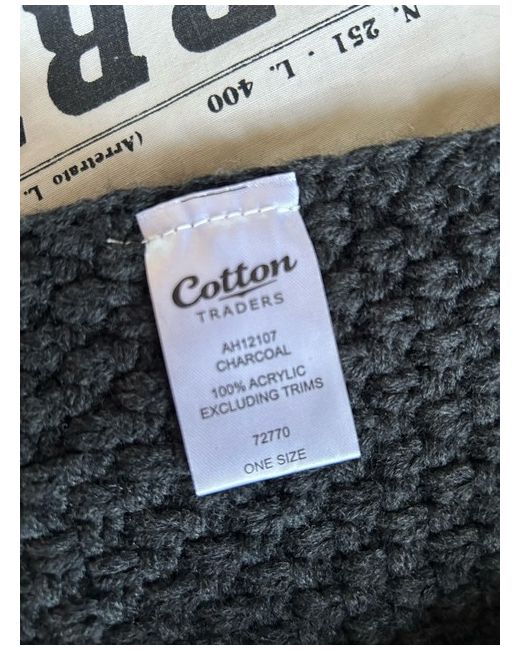 N. 251 · L. 400
(Arretrato L.
Cotton
TRADERS
AH12107
CHARCOAL
100% ACRYLIC
EXCLUDING TRIMS
72770
ONE SIZE